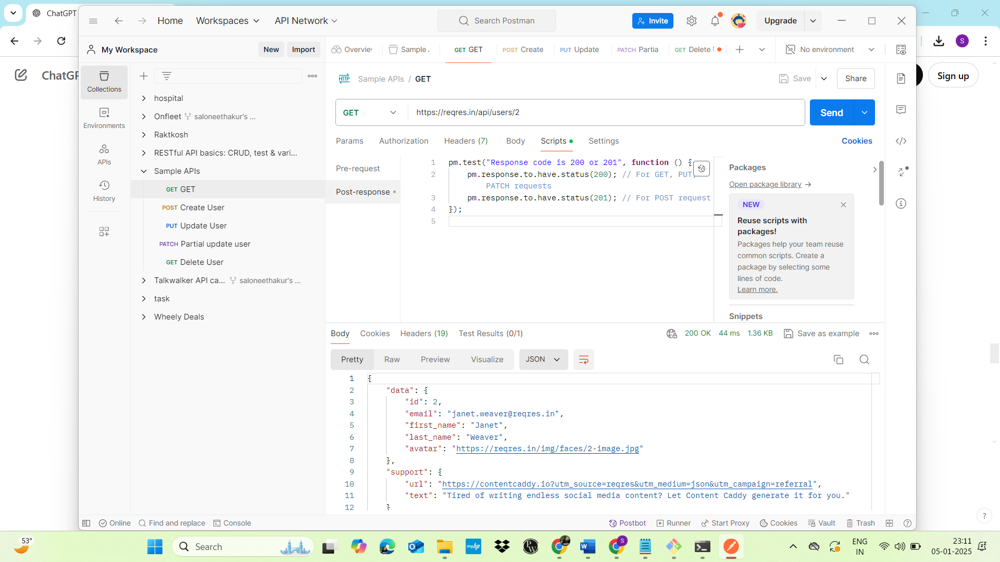 ChatGPT
Home
Workspaces
API Network
Search Postman
Invite
Upgrade
S
My Workspace
New
Import
Overvie
Sample
GET GET
POST Create
PUT Update
PATCH Partia
GET Delete
No environment
ChatGP
Sign up
Collections
Environments
APIs
History
hospital
Onfleet saloneethakur's ...
Raktkosh
RESTful API basics: CRUD, test & vari...
Sample APIs
GET GET
POST Create User
PUT Update User
PATCH Partial update user
GET Delete User
Talkwalker API ca... saloneethakur's ...
task
Wheely Deals
HTTP Sample APIs / GET
Save
Share
GET
https://reqres.in/api/users/2
Send
Params
Authorization
Headers (7)
Body
Scripts
Settings
Cookies
Pre-request
Post-response
1 pm.test("Response code is 200 or 201", function () {
2 pm.response.to.have.status(200); // For GET, PUT,
PATCH requests
3 pm.response.to.have.status(201); // For POST request
4 });
5
Packages
Open package library →
NEW
Reuse scripts with
packages!
Packages help your team reuse
common scripts. Create a
package by selecting some
lines of code.
Learn more.
Snippets
Body
Cookies
Headers (19)
Test Results (0/1)
200 OK
44 ms
1.36 KB
Save as example
Pretty
Raw
Preview
Visualize
JSON
1 {
2 "data": {
3 "id": 2,
4 "email": "janet.weaver@reqres.in",
5 "first_name": "Janet",
6 "last_name": "Weaver",
7 "avatar": "https://reqres.in/img/faces/2-image.jpg"
8 },
9 "support": {
10 "url": "https://contentcaddy.io?utm_source=reqres&utm_medium=json&utm_campaign=referral",
11 "text": "Tired of writing endless social media content? Let Content Caddy generate it for you."
12 }
Online
Find and replace
Console
Postbot
Runner
Start Proxy
Cookies
Vault
Trash
?
53°
Search
myhp
PW
S
ENG
IN
23:11
05-01-2025